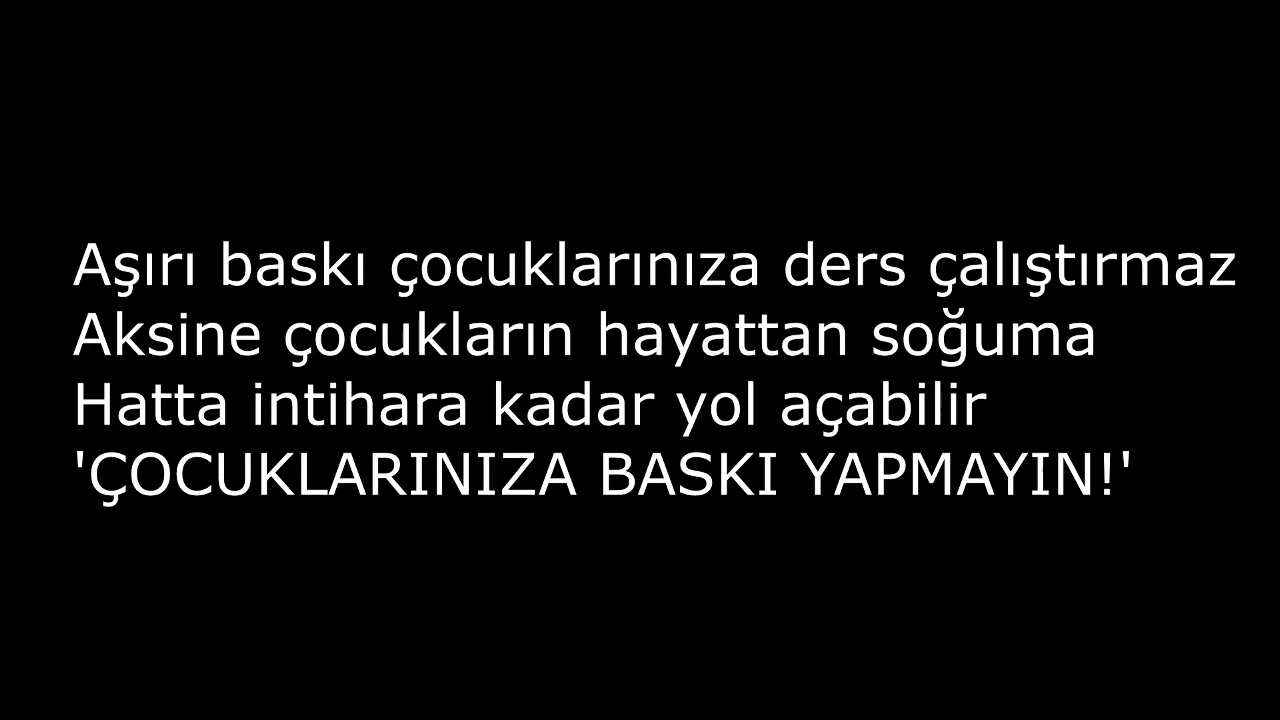 Aşırı baskı çocuklarınıza ders çalıştırmaz
Aksine çocukların hayattan soğuma
Hatta intihara kadar yol açabilir
'ÇOCUKLARINIZA BASKI YAPMAYIN!'